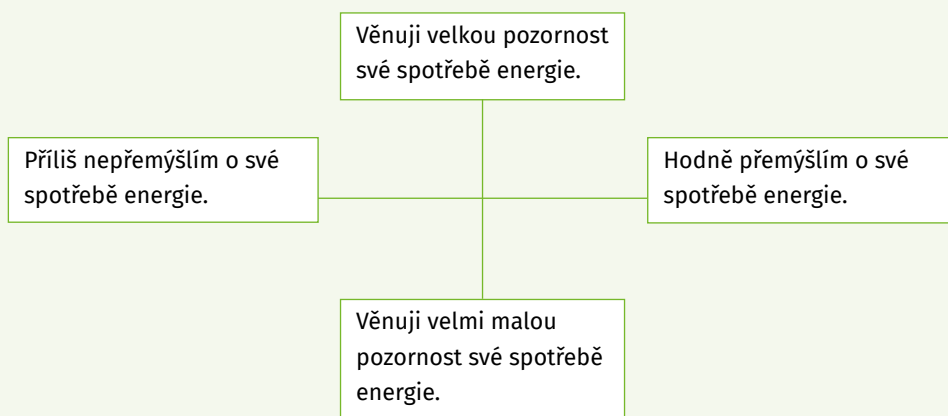 Věnuji velkou pozornost
své spotřebě energie.
Příliš nepřemýšlím o své
spotřebě energie.
Hodně přemýšlím o své
spotřebě energie.
Věnuji velmi malou
pozornost své spotřebě
energie.